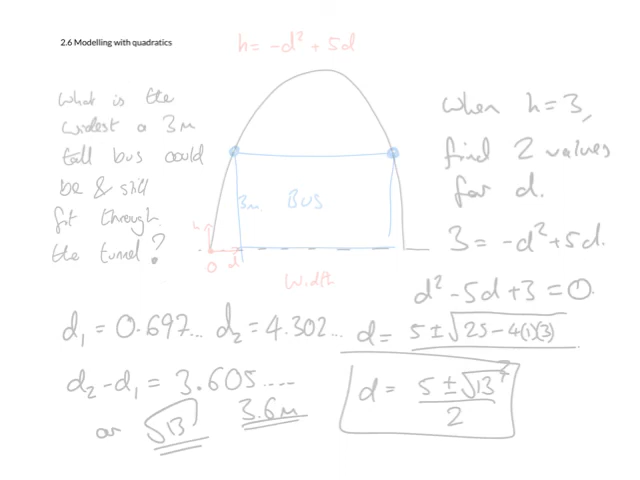 2.6 Modelling with quadratics
h = -d² + 5d
What is the
widest a 3m
tall bus could
be & still
fit through
the tunnel?
3m
BUS
h
0
d
Width
when h=3,
find 2 values
for d.
3 = -d² + 5d.
d² - 5d + 3 = 0.
d = 5 ± √25 - 4(1)(3)
d = 5 ± √13
2
d₁ = 0.697... d₂ = 4.302...
d₂ - d₁ = 3.605....
or √13 3.6m